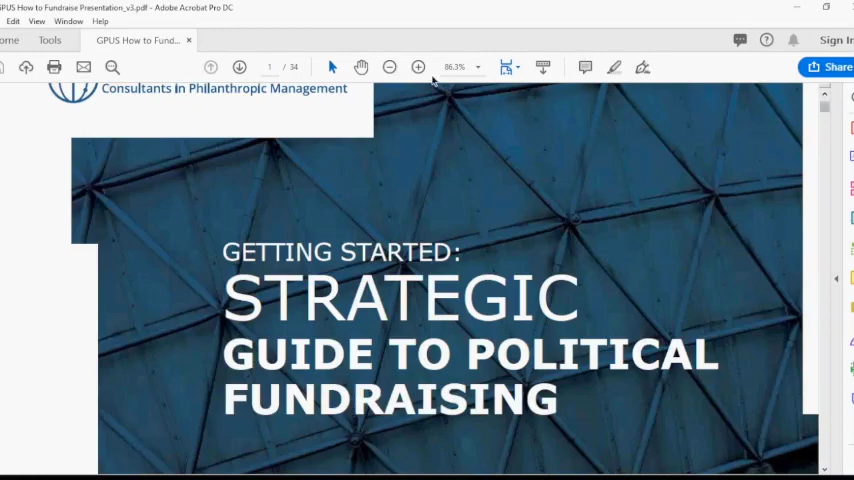 GPUS How to Fundraise Presentation_v3.pdf - Adobe Acrobat Pro DC
Edit View Window Help
ome Tools GPUS How to Fund... × Sign In
1 / 34 86.3% Share
Consultants in Philanthropic Management
GETTING STARTED:
STRATEGIC
GUIDE TO POLITICAL
FUNDRAISING